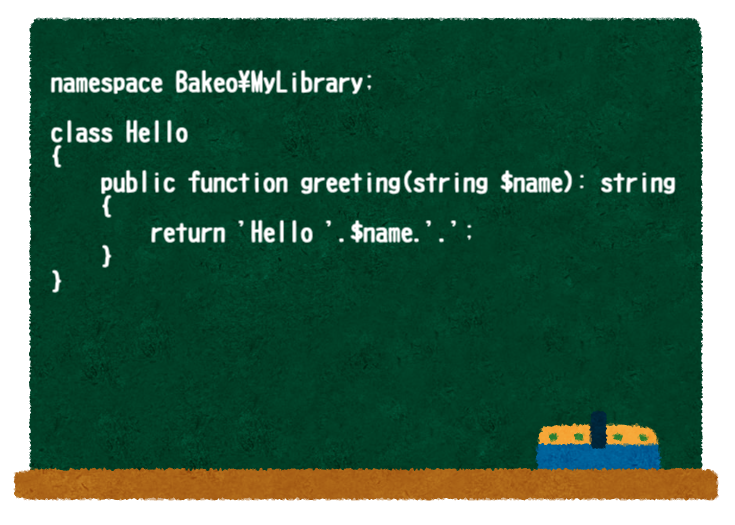 namespace Bakeo¥MyLibrary;
class Hello
{
    public function greeting(string $name): string
    {
        return 'Hello '.$name.'.';
    }
}